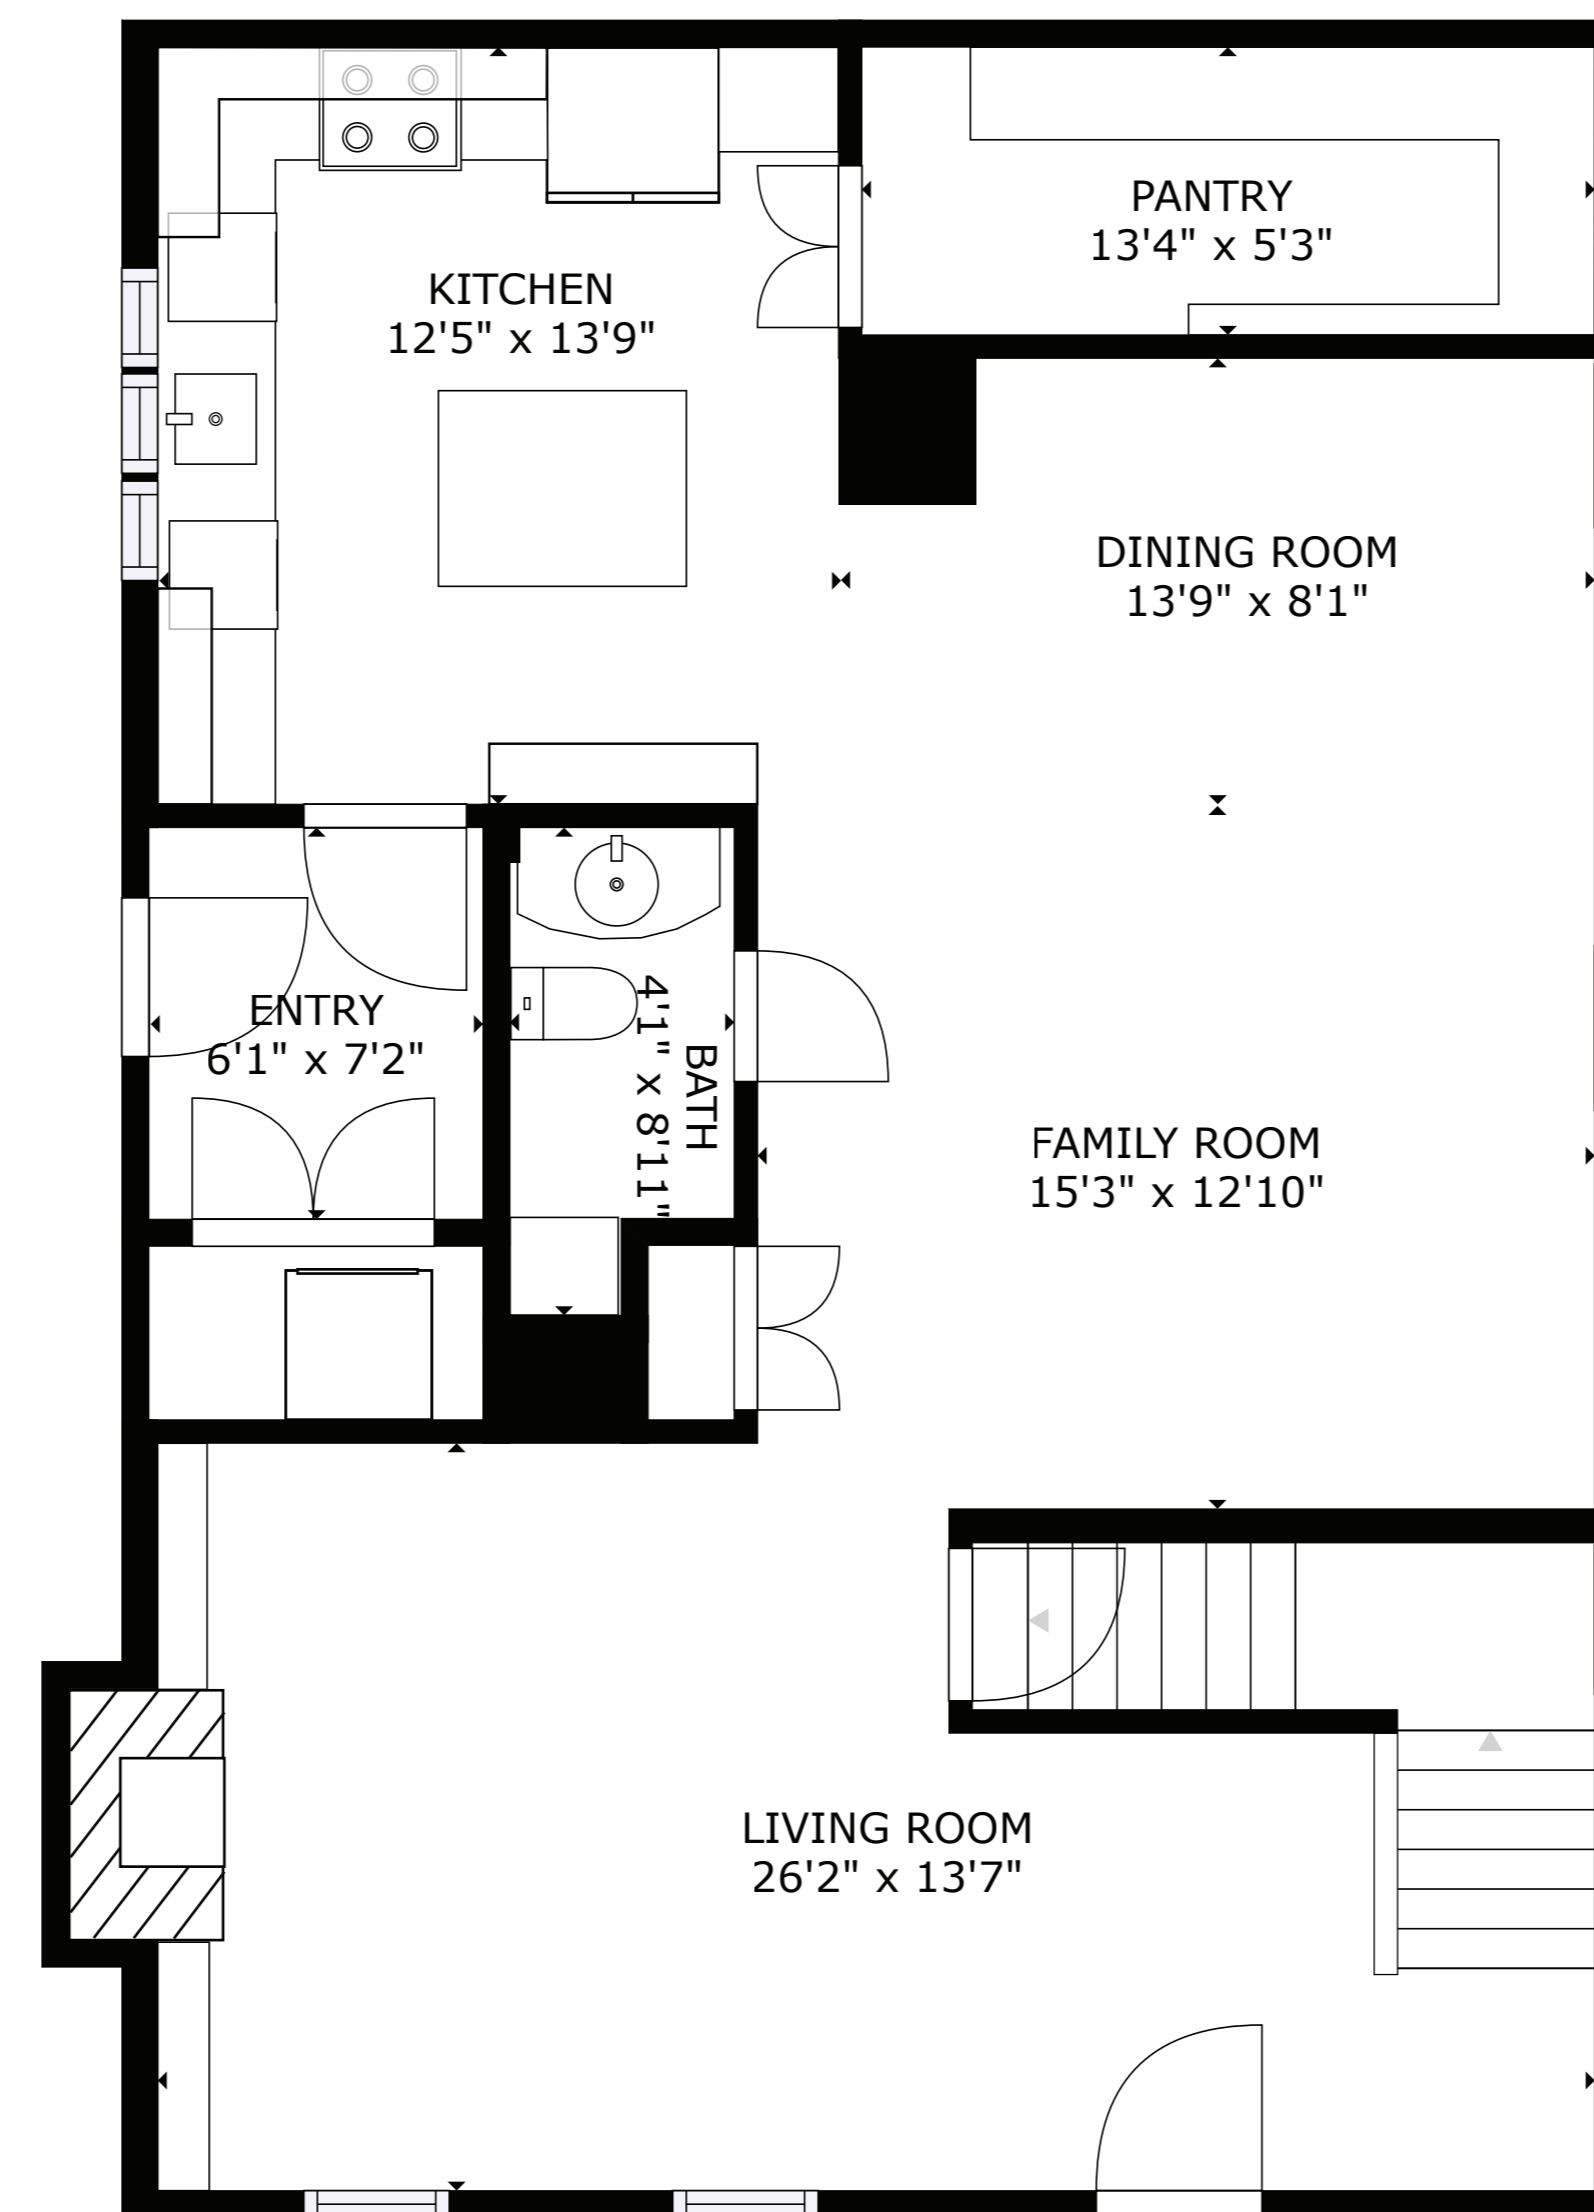 PANTRY
13'4" x 5'3"
KITCHEN
12'5" x 13'9"
DINING ROOM
13'9" x 8'1"
ENTRY
6'1" x 7'2"
BATH
4'1" x 8'11"
FAMILY ROOM
15'3" x 12'10"
LIVING ROOM
26'2" x 13'7"